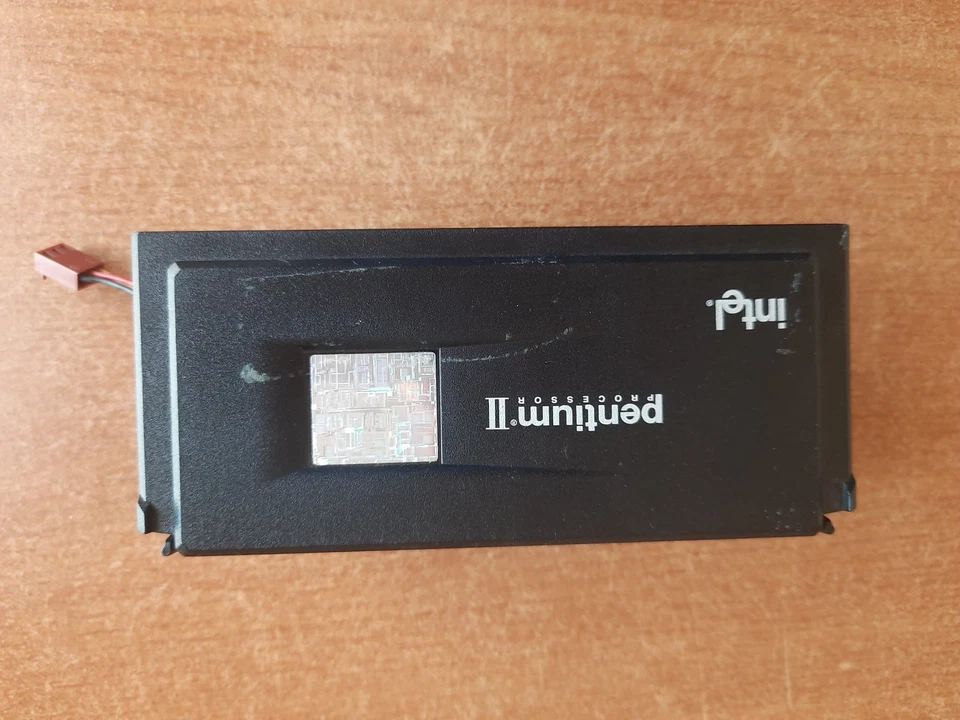 intel®
pentium® II
PROCESSOR